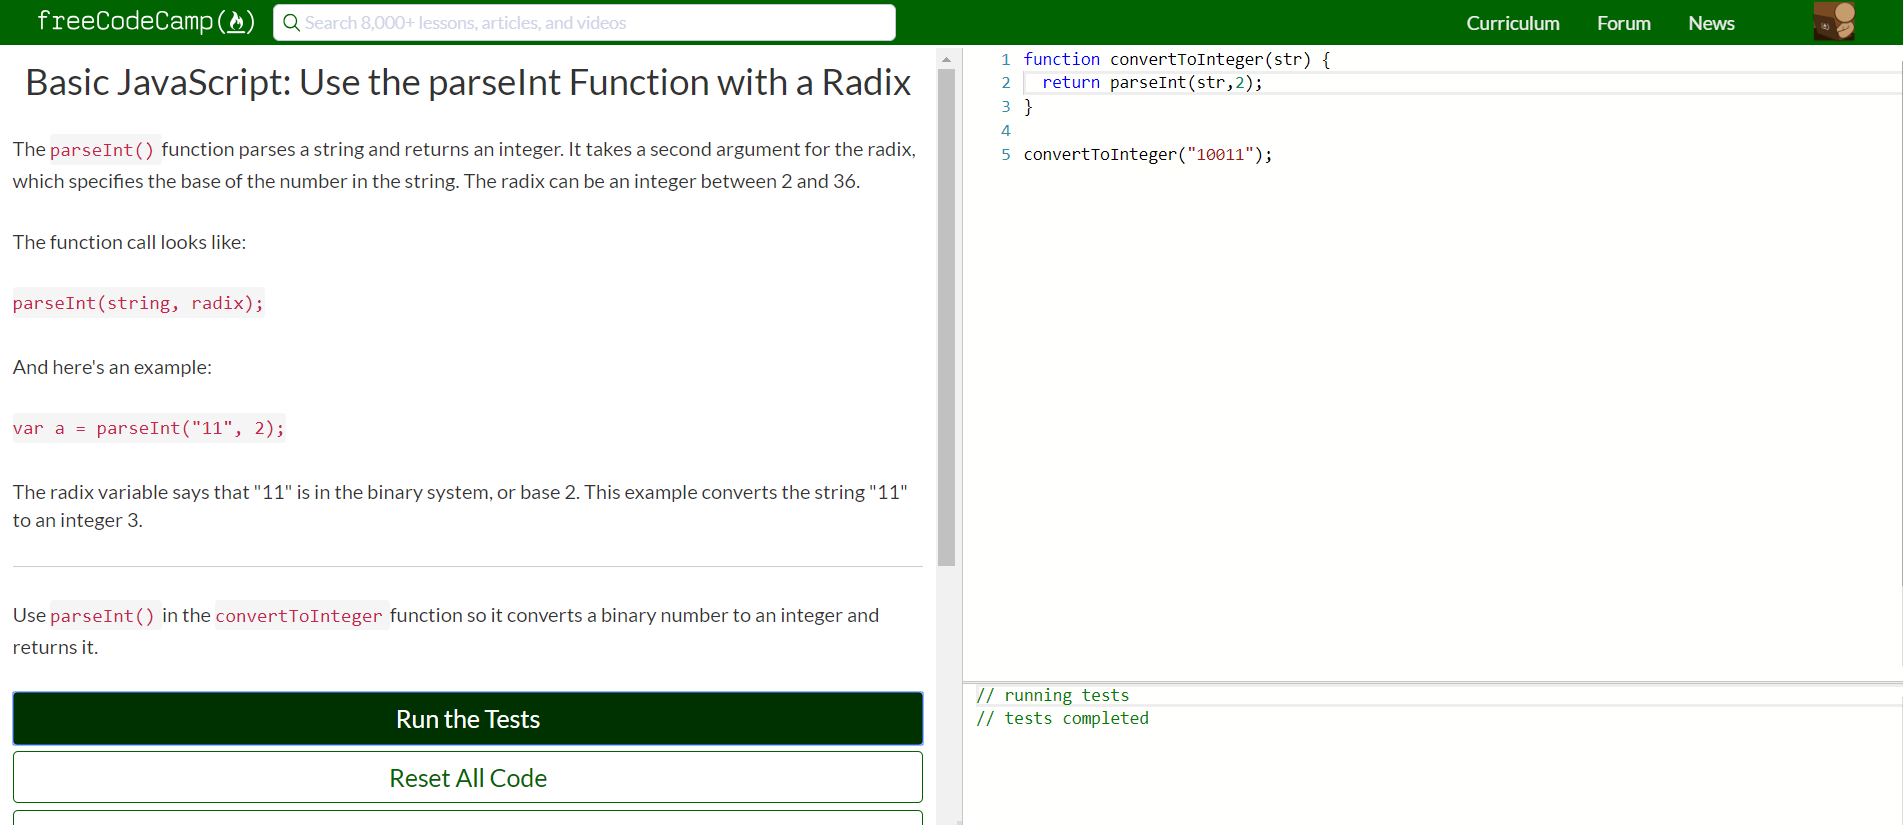 freeCodeCamp
Search 8,000+ lessons, articles, and videos
Curriculum
Forum
News
Basic JavaScript: Use the parseInt Function with a Radix
The parseInt() function parses a string and returns an integer. It takes a second argument for the radix,
which specifies the base of the number in the string. The radix can be an integer between 2 and 36.
The function call looks like:
parseInt(string, radix);
And here's an example:
var a = parseInt("11", 2);
The radix variable says that "11" is in the binary system, or base 2. This example converts the string "11"
to an integer 3.
Use parseInt() in the convertToInteger function so it converts a binary number to an integer and
returns it.
Run the Tests
Reset All Code
1 function convertToInteger(str) {
2 return parseInt(str,2);
3 }
4
5 convertToInteger("10011");
// running tests
// tests completed